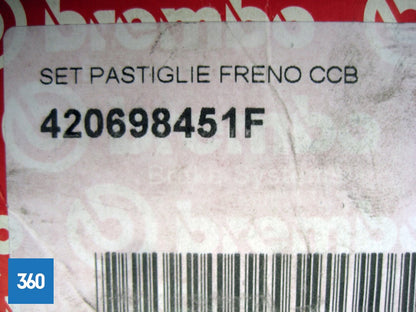 brembo
SET PASTIGLIE FRENO CCB
420698451F
Brake Systems
brembo
360